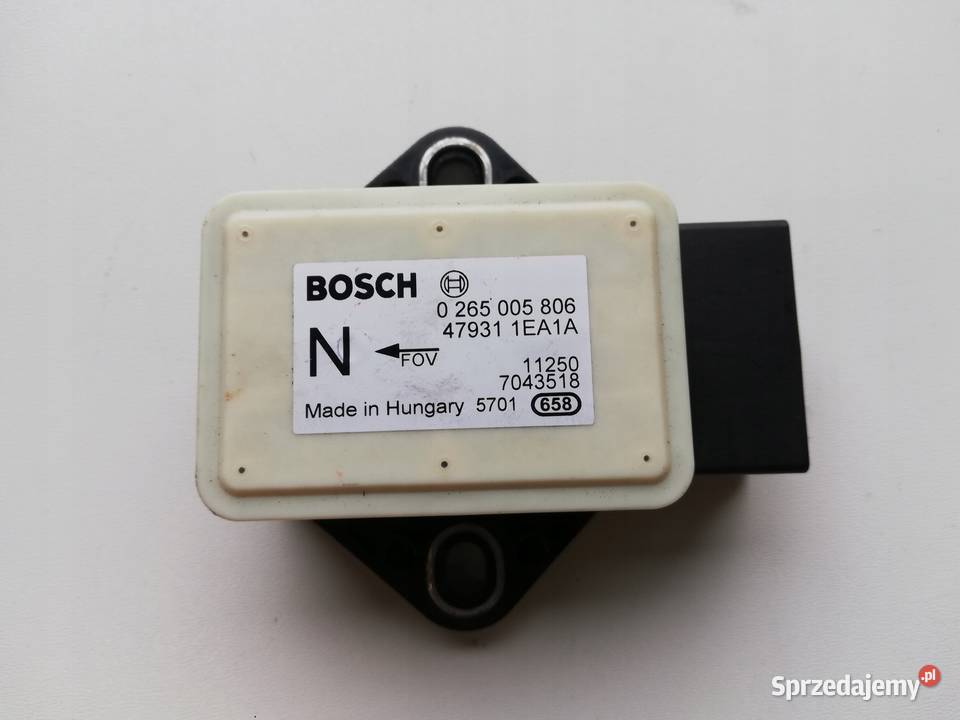 BOSCH
0 265 005 806
47931 1EA1A
N
FOV
11250
7043518
Made in Hungary 5701 658
Sprzedajemy.pl